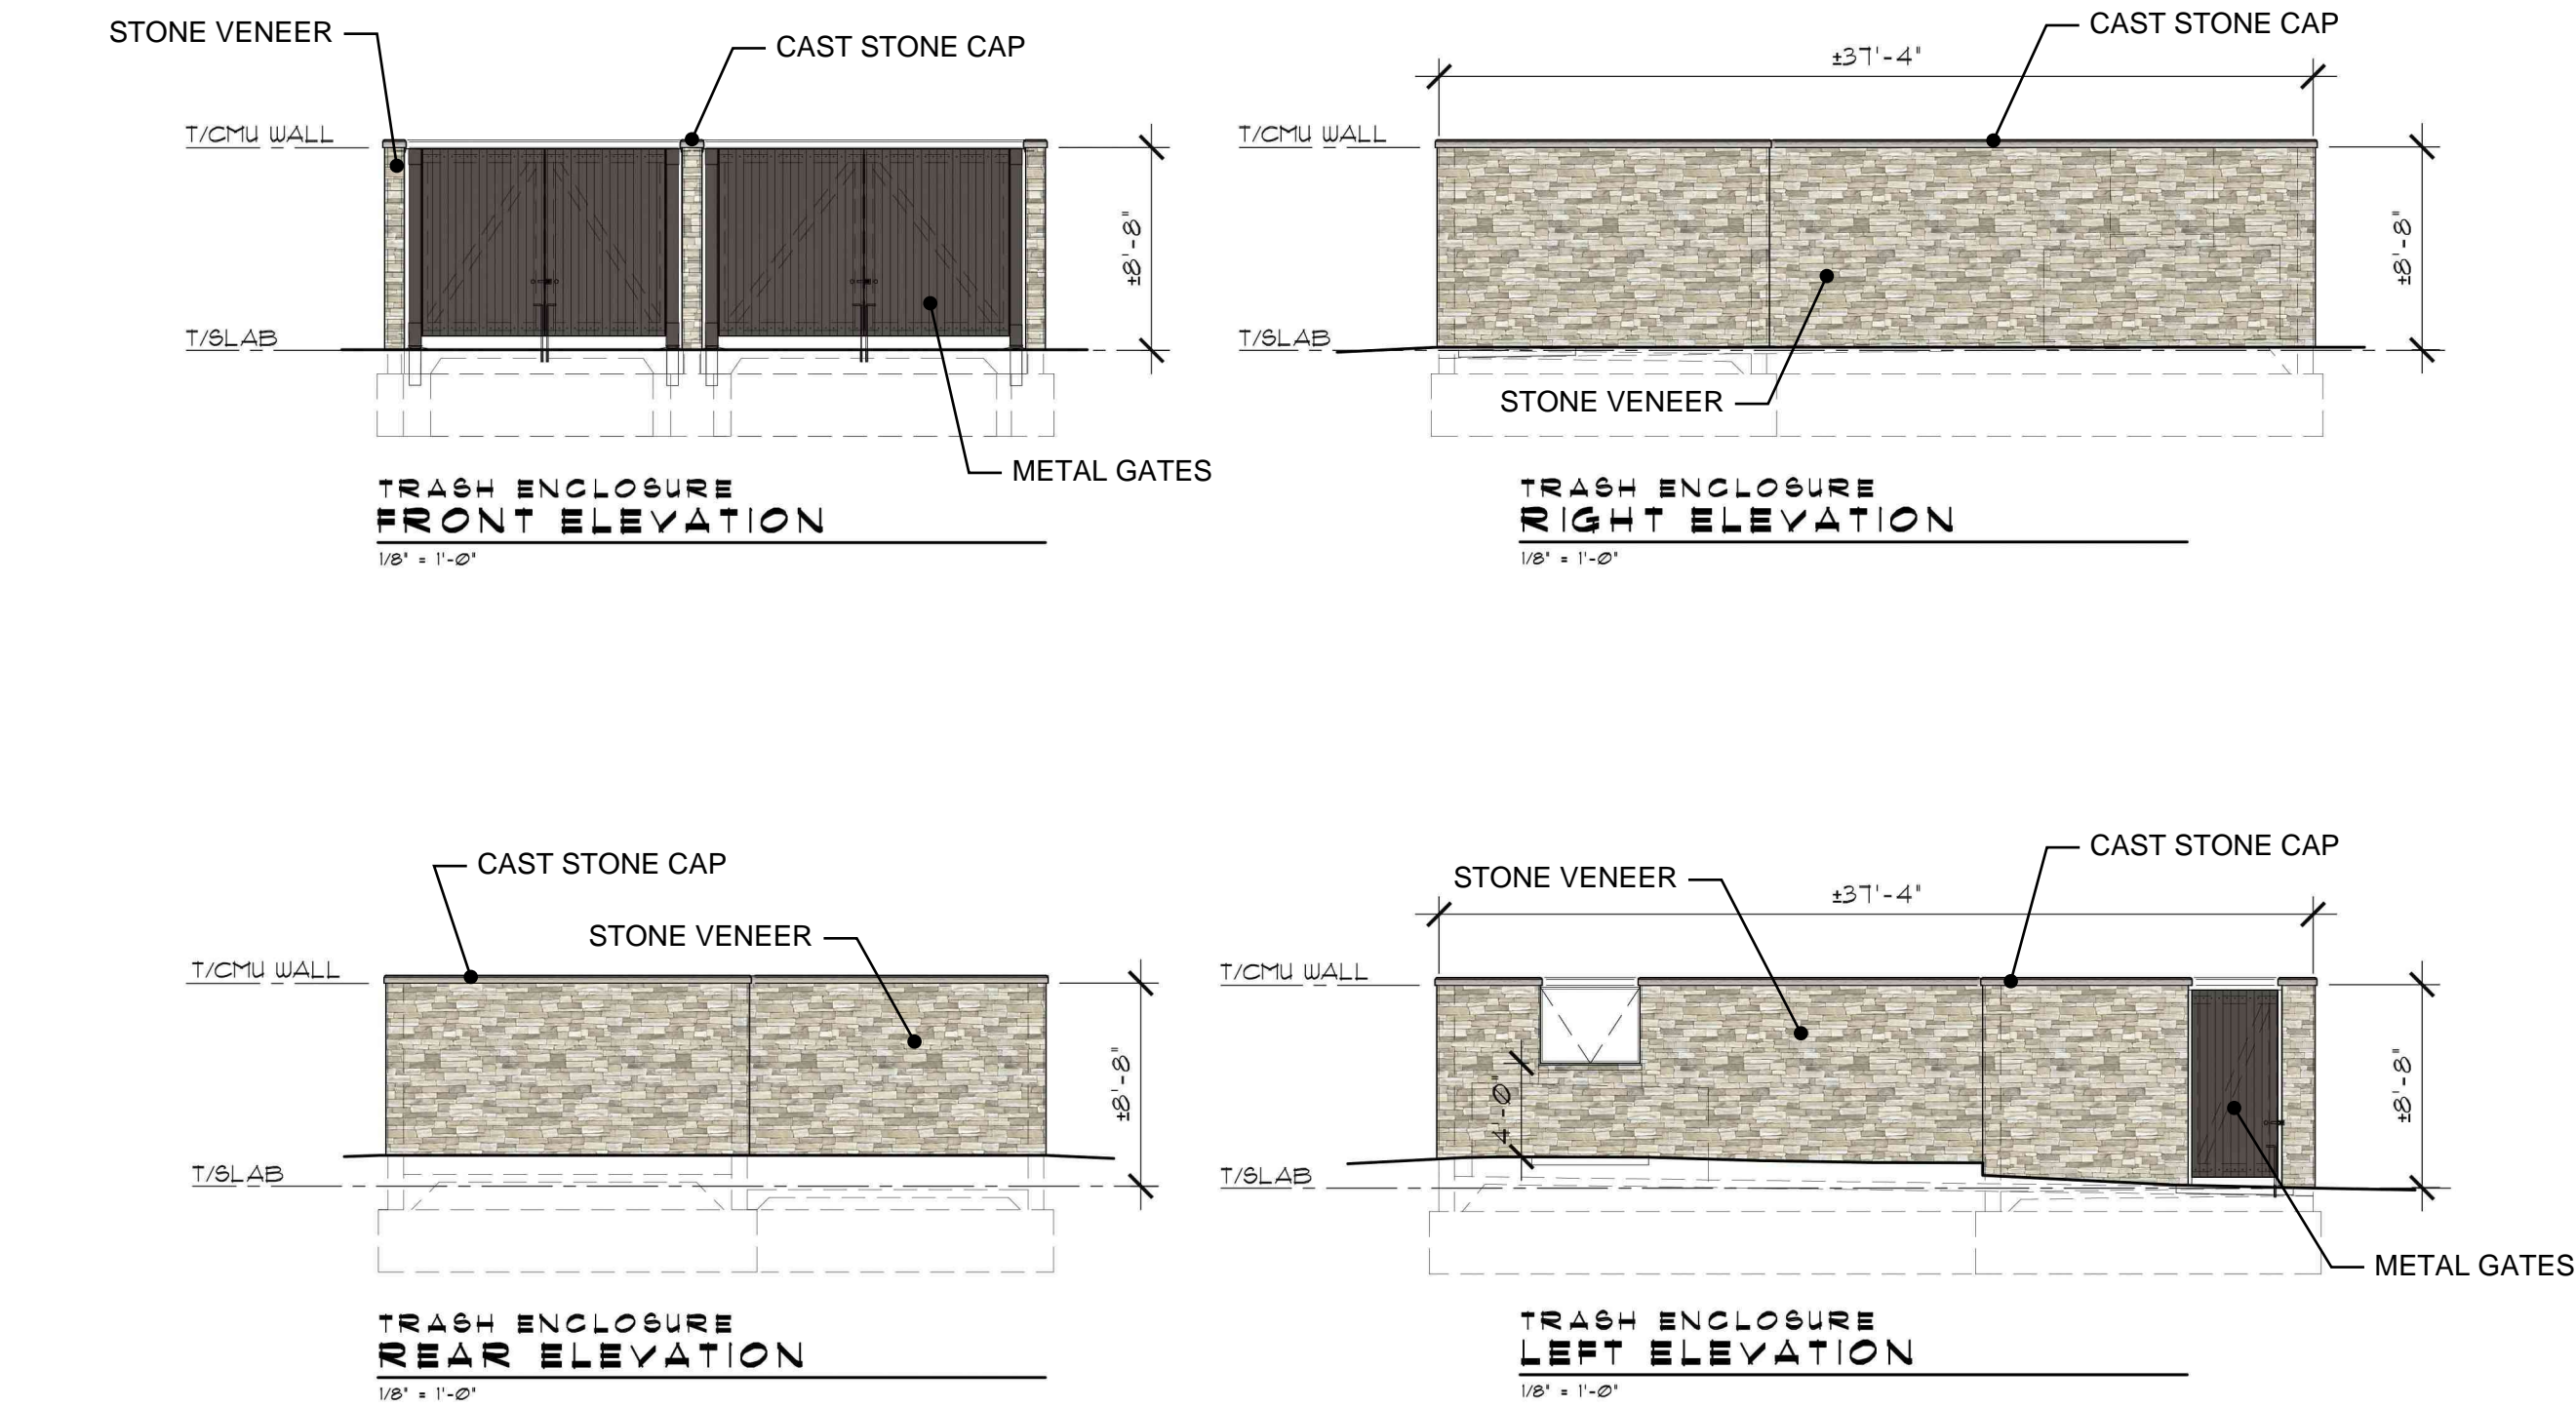 STONE VENEER
CAST STONE CAP
T/CMU WALL
±8'-8"
T/SLAB
METAL GATES
TRASH ENCLOSURE
FRONT ELEVATION
1/8" = 1'-0"
CAST STONE CAP
±37'-4"
T/CMU WALL
±8'-8"
T/SLAB
STONE VENEER
TRASH ENCLOSURE
RIGHT ELEVATION
1/8" = 1'-0"
CAST STONE CAP
STONE VENEER
T/CMU WALL
±8'-8"
T/SLAB
TRASH ENCLOSURE
REAR ELEVATION
1/8" = 1'-0"
CAST STONE CAP
STONE VENEER
±37'-4"
T/CMU WALL
4'-0"
±8'-8"
T/SLAB
METAL GATES
TRASH ENCLOSURE
LEFT ELEVATION
1/8" = 1'-0"